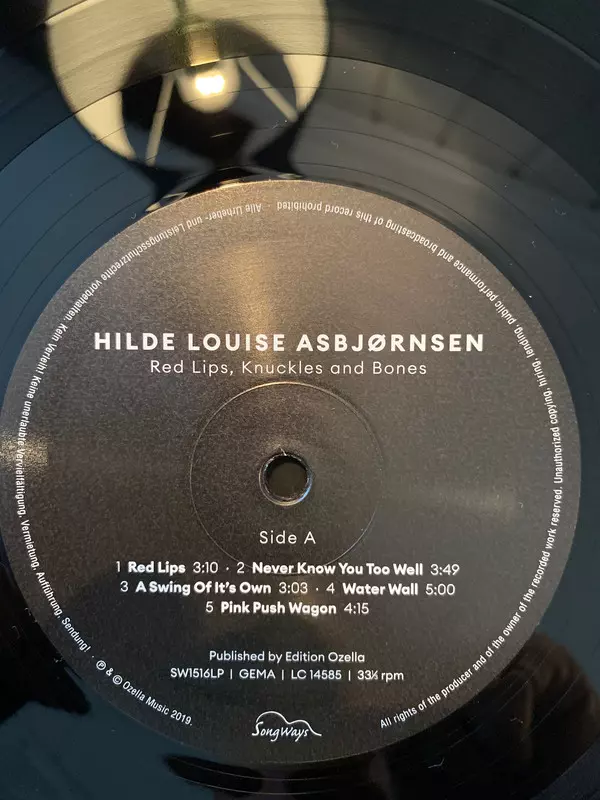 HILDE LOUISE ASBJØRNSEN
Red Lips, Knuckles and Bones
Side A
1 Red Lips 3:10 · 2 Never Know You Too Well 3:49
3 A Swing Of It's Own 3:03 · 4 Water Wall 5:00
5 Pink Push Wagon 4:15
Published by Edition Ozella
SW1516LP | GEMA | LC 14585 | 33⅓ rpm
SongWays
All rights of the producer and of the owner of the recorded work reserved. Unauthorized copying, hiring, lending, public performance and broadcasting of this record prohibited · Alle Urheber- und Leistungsschutzrechte vorbehalten. Kein Verleih! Keine unerlaubte Vervielfältigung, Vermietung, Aufführung, Sendung! · ℗ & © Ozella Music 2019.